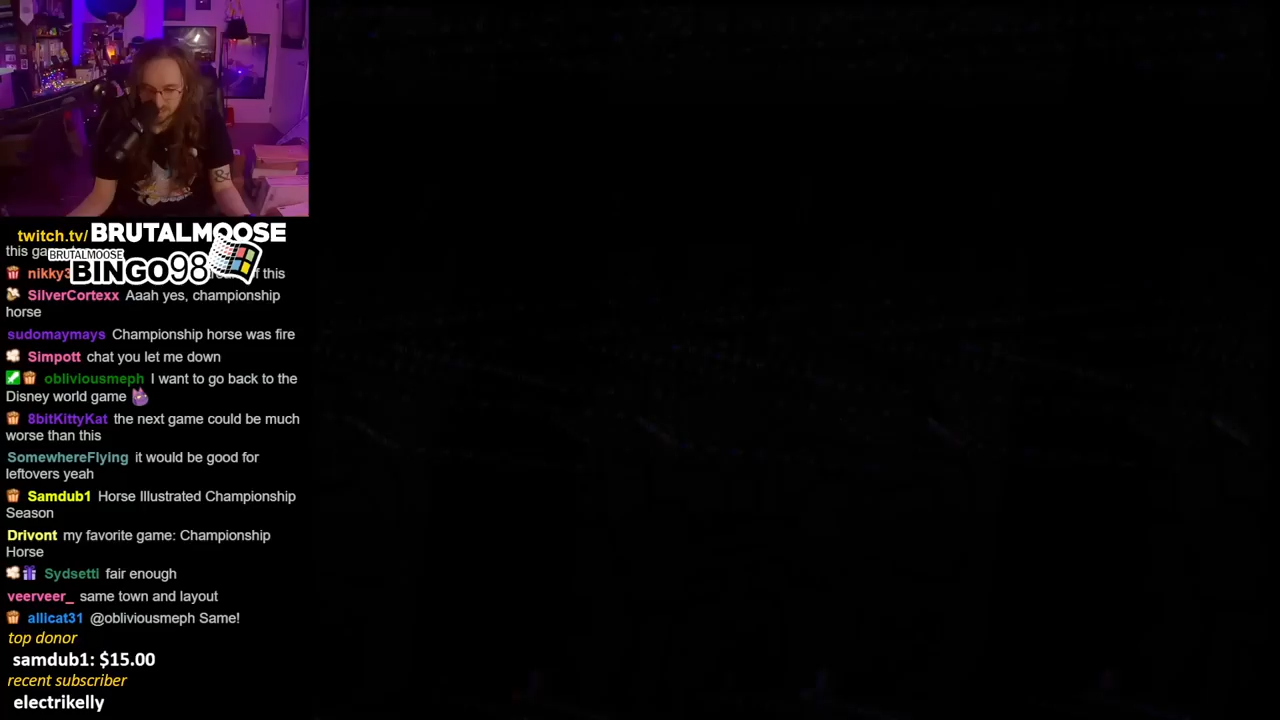 twitch.tv/BRUTALMOOSE
this ga
BRUTALMOOSE
BINGO98
nikky3 of this
SilverCortexx Aaah yes, championship
horse
sudomaymays Championship horse was fire
Simpott chat you let me down
obliviousmeph I want to go back to the
Disney world game
8bitKittyKat the next game could be much
worse than this
SomewhereFlying it would be good for
leftovers yeah
Samdub1 Horse Illustrated Championship
Season
Drivont my favorite game: Championship
Horse
Sydsetti fair enough
veerveer_ same town and layout
allicat31 @obliviousmeph Same!
top donor
samdub1: $15.00
recent subscriber
electrikelly